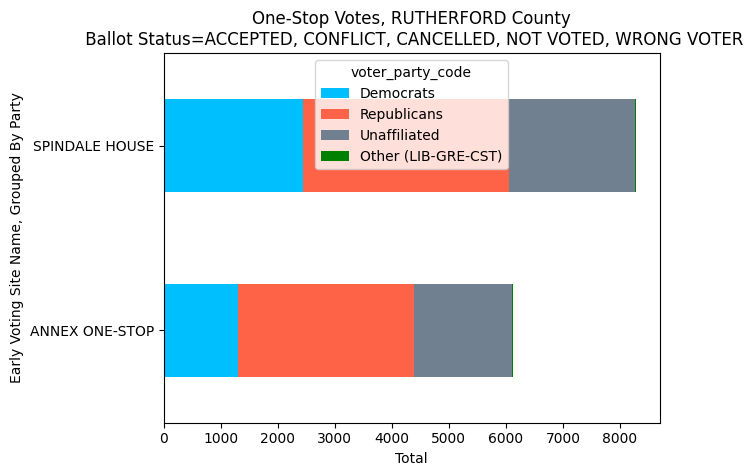 One-Stop Votes, RUTHERFORD County
Ballot Status=ACCEPTED, CONFLICT, CANCELLED, NOT VOTED, WRONG VOTER
voter_party_code
Democrats
Republicans
Unaffiliated
Other (LIB-GRE-CST)
Early Voting Site Name, Grouped By Party
SPINDALE HOUSE
ANNEX ONE-STOP
0 1000 2000 3000 4000 5000 6000 7000 8000
Total